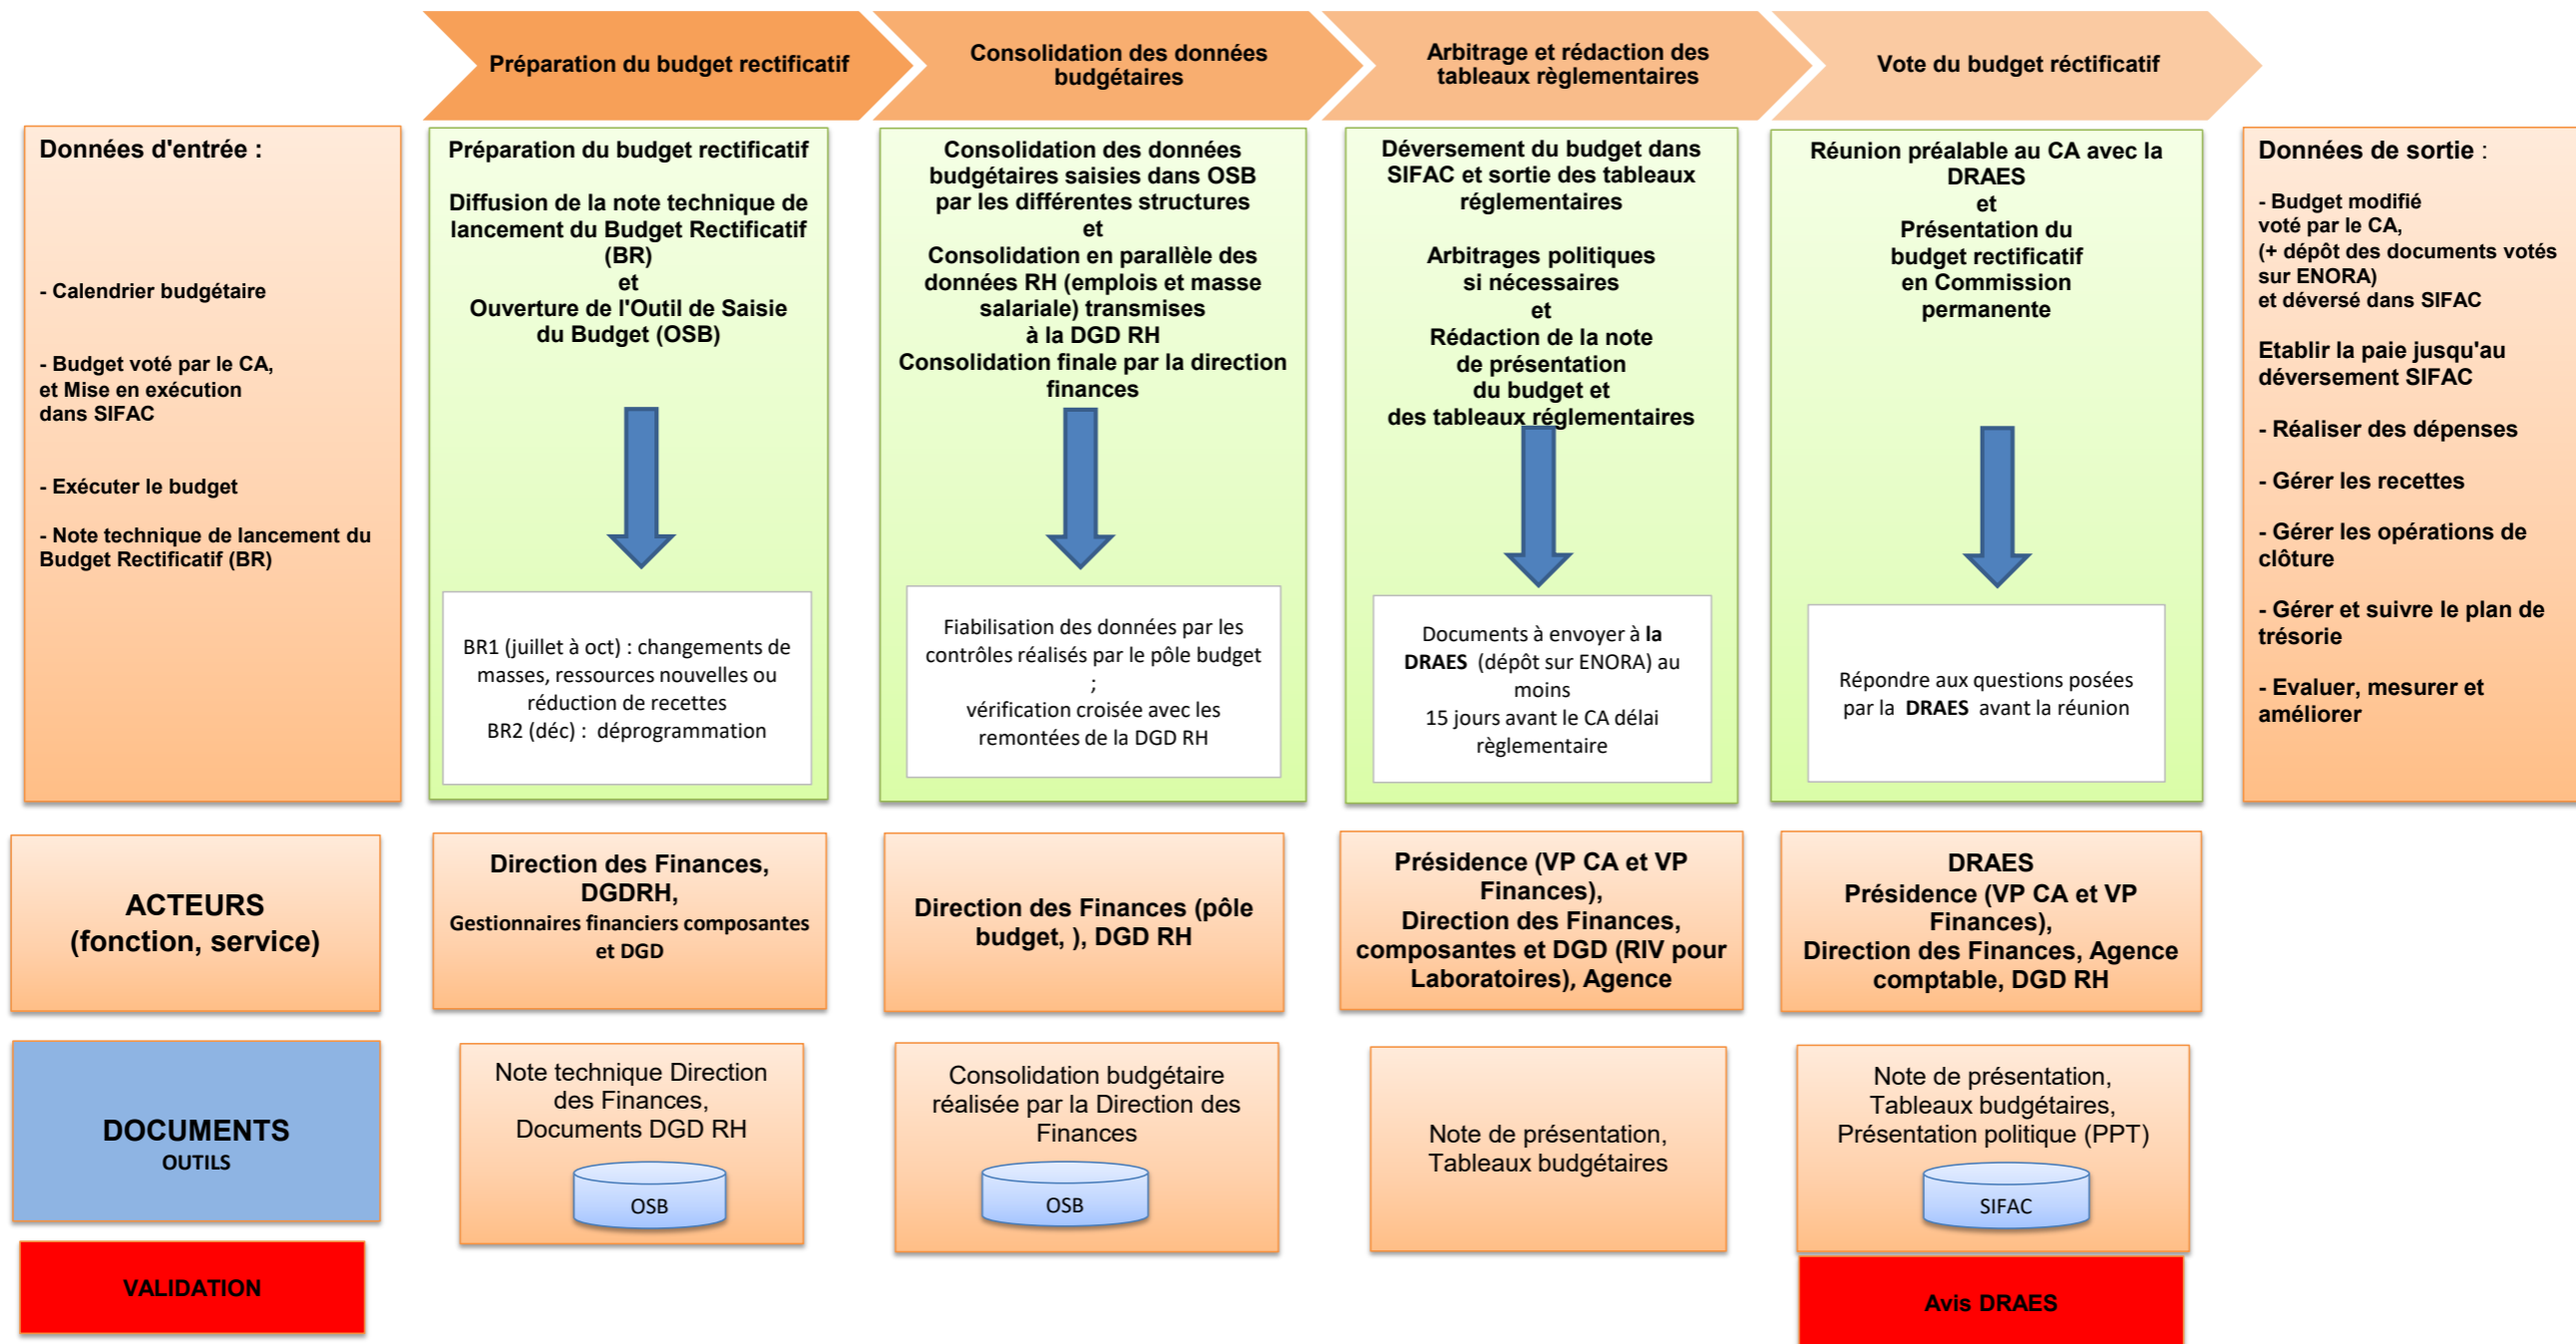 Préparation du budget rectificatif
Consolidation des données
budgétaires
Arbitrage et rédaction des
tableaux règlementaires
Vote du budget réctificatif
Données d'entrée :
- Calendrier budgétaire
- Budget voté par le CA,
et Mise en exécution
dans SIFAC
- Exécuter le budget
- Note technique de lancement du
Budget Rectificatif (BR)
Préparation du budget rectificatif
Diffusion de la note technique de
lancement du Budget Rectificatif
(BR)
et
Ouverture de l'Outil de Saisie
du Budget (OSB)
BR1 (juillet à oct) : changements de
masses, ressources nouvelles ou
réduction de recettes
BR2 (déc) : déprogrammation
Consolidation des données
budgétaires saisies dans OSB
par les différentes structures
et
Consolidation en parallèle des
données RH (emplois et masse
salariale) transmises
à la DGD RH
Consolidation finale par la direction
finances
Fiabilisation des données par les
contrôles réalisés par le pôle budget
;
vérification croisée avec les
remontées de la DGD RH
Déversement du budget dans
SIFAC et sortie des tableaux
réglementaires
Arbitrages politiques
si nécessaires
et
Rédaction de la note
de présentation
du budget et
des tableaux réglementaires
Documents à envoyer à la
DRAES (dépôt sur ENORA) au
moins
15 jours avant le CA délai
règlementaire
Réunion préalable au CA avec la
DRAES
et
Présentation du
budget rectificatif
en Commission
permanente
Répondre aux questions posées
par la DRAES avant la réunion
Données de sortie :
- Budget modifié
voté par le CA,
(+ dépôt des documents votés
sur ENORA)
et déversé dans SIFAC
Etablir la paie jusqu'au
déversement SIFAC
- Réaliser des dépenses
- Gérer les recettes
- Gérer les opérations de
clôture
- Gérer et suivre le plan de
trésorie
- Evaluer, mesurer et
améliorer
ACTEURS
(fonction, service)
Direction des Finances,
DGDRH,
Gestionnaires financiers composantes
et DGD
Direction des Finances (pôle
budget, ), DGD RH
Présidence (VP CA et VP
Finances),
Direction des Finances,
composantes et DGD (RIV pour
Laboratoires), Agence
DRAES
Présidence (VP CA et VP
Finances),
Direction des Finances, Agence
comptable, DGD RH
DOCUMENTS
OUTILS
Note technique Direction
des Finances,
Documents DGD RH
OSB
Consolidation budgétaire
réalisée par la Direction des
Finances
OSB
Note de présentation,
Tableaux budgétaires
Note de présentation,
Tableaux budgétaires,
Présentation politique (PPT)
SIFAC
VALIDATION
Avis DRAES